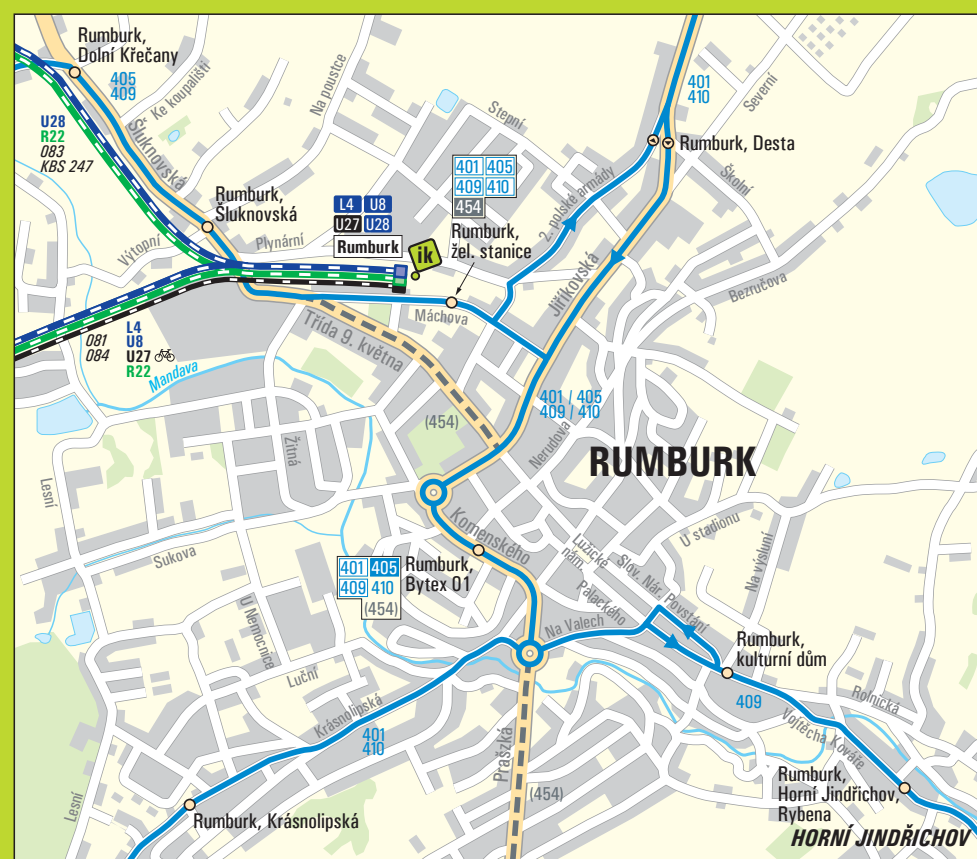 Rumburk,
Dolní Křečany
405
409
Ke koupališti
Na poustce
Šluknovská
U28
R22
083
KBS 247
Stepní
401
410
Severní
Rumburk, Desta
Školní
401 405
409 410
454
2. polské armády
Rumburk,
Šluknovská
L4 U8
U27 U28
Rumburk
ik
Rumburk,
žel. stanice
Plynární
Výtopní
Jiříkovská
Bezručova
Máchova
Třída 9. května
081
084
L4
U8
U27
R22
Mandava
401 / 405
409 / 410
(454)
Nerudova
RUMBURK
Žitná
Lesní
Komenského
U stadionu
Sukova
Lužické
nám.
Slov. Nár. Povstání
Na výsluní
401 405
409 410
(454)
Rumburk,
Bytex 01
Palackého
U Nemocnice
Na Valech
Rumburk,
kulturní dům
Luční
409
Rolnická
Krásnolipská
401
410
Vojtěcha Kováře
Pražská
(454)
Rumburk,
Horní Jindřichov,
Rybena
Lesní
Rumburk, Krásnolipská
HORNÍ JINDŘICHOV